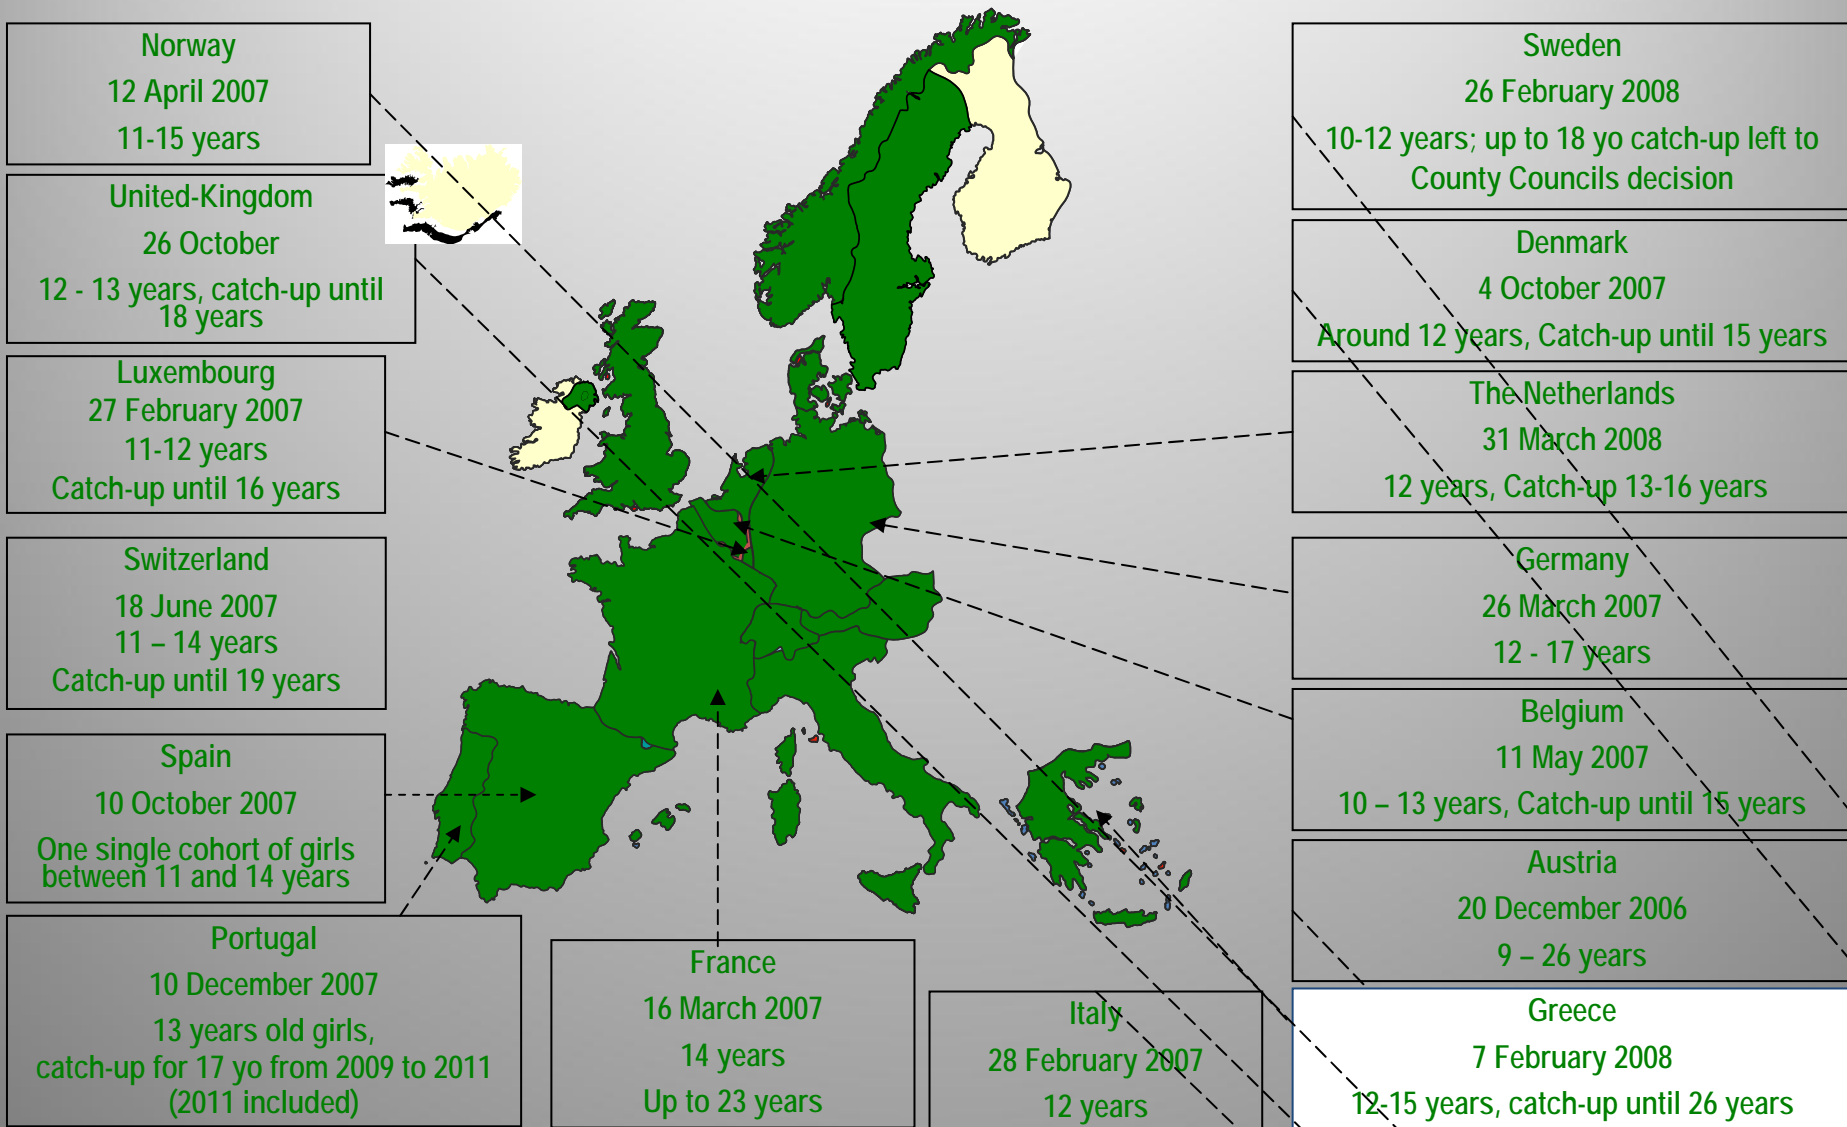 Norway
12 April 2007
11-15 years
United-Kingdom
26 October
12 - 13 years, catch-up until
18 years
Luxembourg
27 February 2007
11-12 years
Catch-up until 16 years
Switzerland
18 June 2007
11 – 14 years
Catch-up until 19 years
Spain
10 October 2007
One single cohort of girls
between 11 and 14 years
Portugal
10 December 2007
13 years old girls,
catch-up for 17 yo from 2009 to 2011
(2011 included)
France
16 March 2007
14 years
Up to 23 years
Italy
28 February 2007
12 years
Sweden
26 February 2008
10-12 years; up to 18 yo catch-up left to
County Councils decision
Denmark
4 October 2007
Around 12 years, Catch-up until 15 years
The Netherlands
31 March 2008
12 years, Catch-up 13-16 years
Germany
26 March 2007
12 - 17 years
Belgium
11 May 2007
10 – 13 years, Catch-up until 15 years
Austria
20 December 2006
9 – 26 years
Greece
7 February 2008
12-15 years, catch-up until 26 years